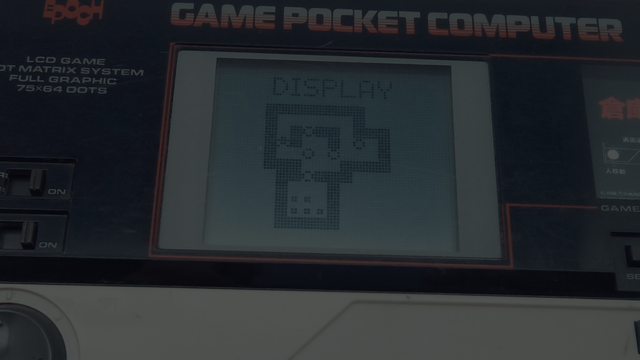 EPOCH
GAME POCKET COMPUTER
LCD GAME
DOT MATRIX SYSTEM
FULL GRAPHIC
75×64 DOTS
DISPLAY
ON
ON
GAME